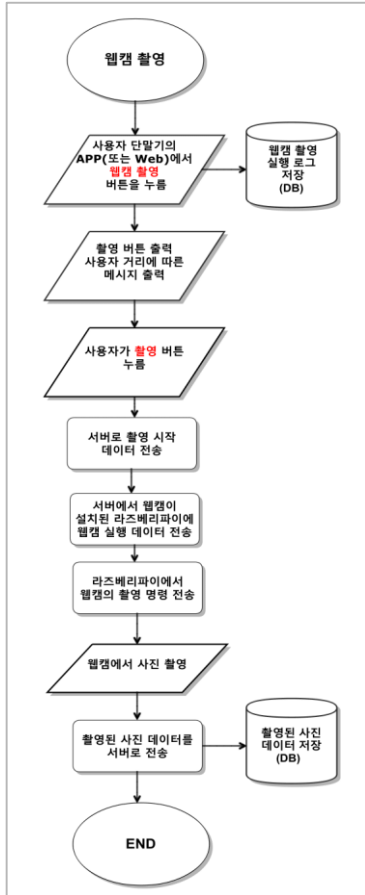 웹캠 촬영
사용자 단말기의
APP(또는 Web)에서
웹캠 촬영
버튼을 누름
웹캠 촬영
실행 로그
저장
(DB)
촬영 버튼 출력
사용자 거리에 따른
메시지 출력
사용자가 촬영 버튼
누름
서버로 촬영 시작
데이터 전송
서버에서 웹캠이
설치된 라즈베리파이에
웹캠 실행 데이터 전송
라즈베리파이에서
웹캠의 촬영 명령 전송
웹캠에서 사진 촬영
촬영된 사진 데이터를
서버로 전송
촬영된 사진
데이터 저장
(DB)
END